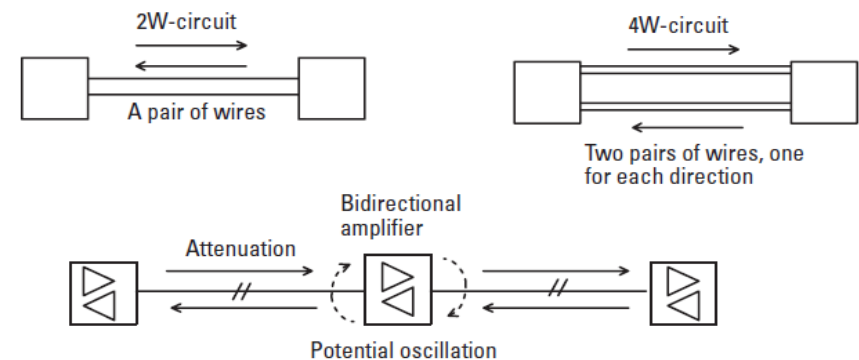 2W-circuit
A pair of wires
4W-circuit
Two pairs of wires, one
for each direction
Bidirectional
amplifier
Attenuation
Potential oscillation